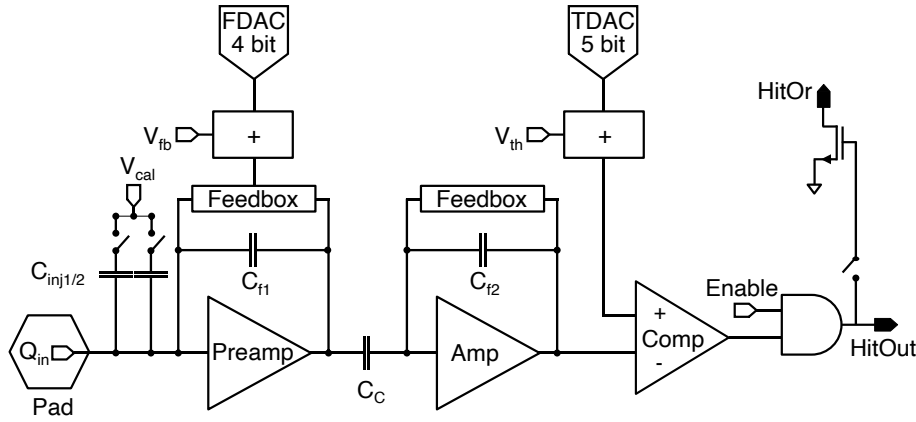 FDAC
4 bit
TDAC
5 bit
HitOr
V_fb
+
V_th
+
V_cal
Feedbox
Feedbox
C_inj1/2
C_f1
C_f2
Enable
Q_in
Preamp
Amp
+
Comp
-
HitOut
C_C
Pad